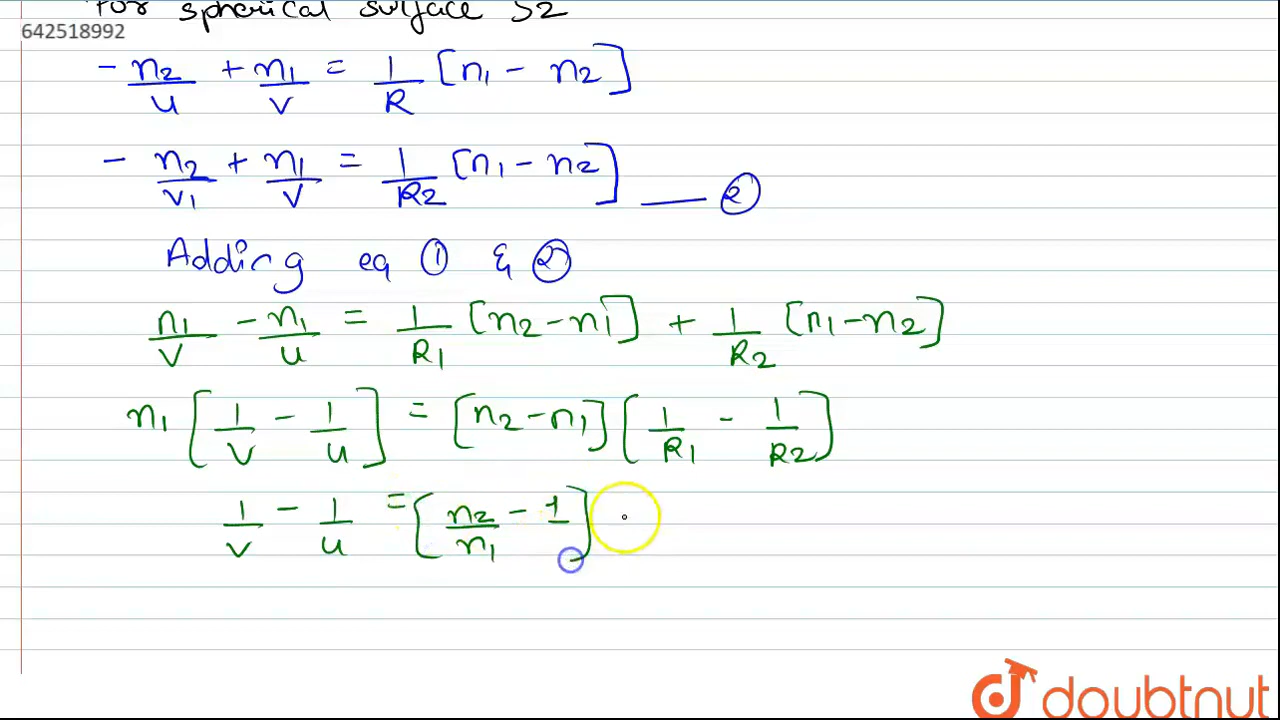 For spherical surface S2
642518992
- n2/u + n1/v = 1/R [n1 - n2]
- n2/v1 + n1/v = 1/R2 [n1 - n2] — ②
Adding eq ① & ②
n1/v - n1/u = 1/R1 [n2 - n1] + 1/R2 [n1 - n2]
n1 [1/v - 1/u] = [n2 - n1] [1/R1 - 1/R2]
1/v - 1/u = [n2/n1 - 1]
doubtnut